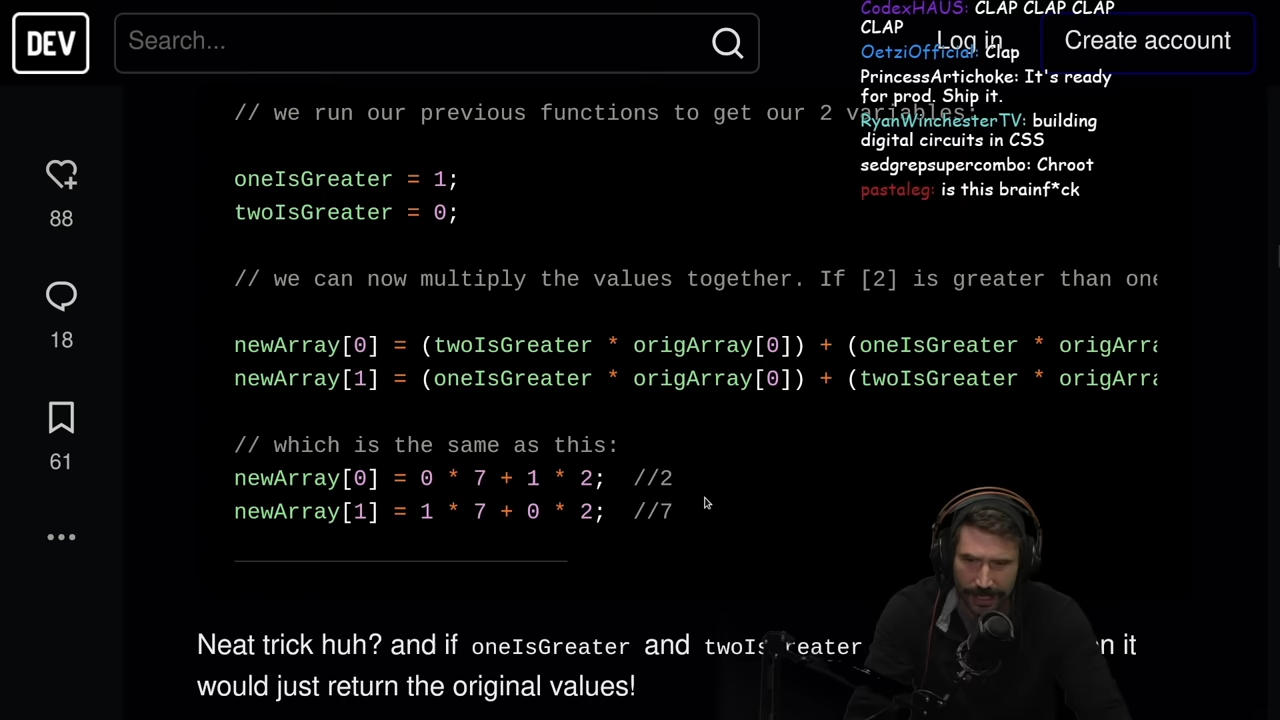 DEV
Search...
Log in
Create account
CodexHAUS: CLAP CLAP CLAP
CLAP
OetziOfficial: Clap
PrincessArtichoke: It's ready
for prod. Ship it.
RyanWinchesterTV: building
digital circuits in CSS
sedgrepsupercombo: Chroot
pastaleg: is this brainf*ck
88
18
61
// we run our previous functions to get our 2 variables:
oneIsGreater = 1;
twoIsGreater = 0;
// we can now multiply the values together. If [2] is greater than one
newArray[0] = (twoIsGreater * origArray[0]) + (oneIsGreater * origArra
newArray[1] = (oneIsGreater * origArray[0]) + (twoIsGreater * origArra
// which is the same as this:
newArray[0] = 0 * 7 + 1 * 2; //2
newArray[1] = 1 * 7 + 0 * 2; //7
Neat trick huh? and if oneIsGreater and twoIs reater n it
would just return the original values!